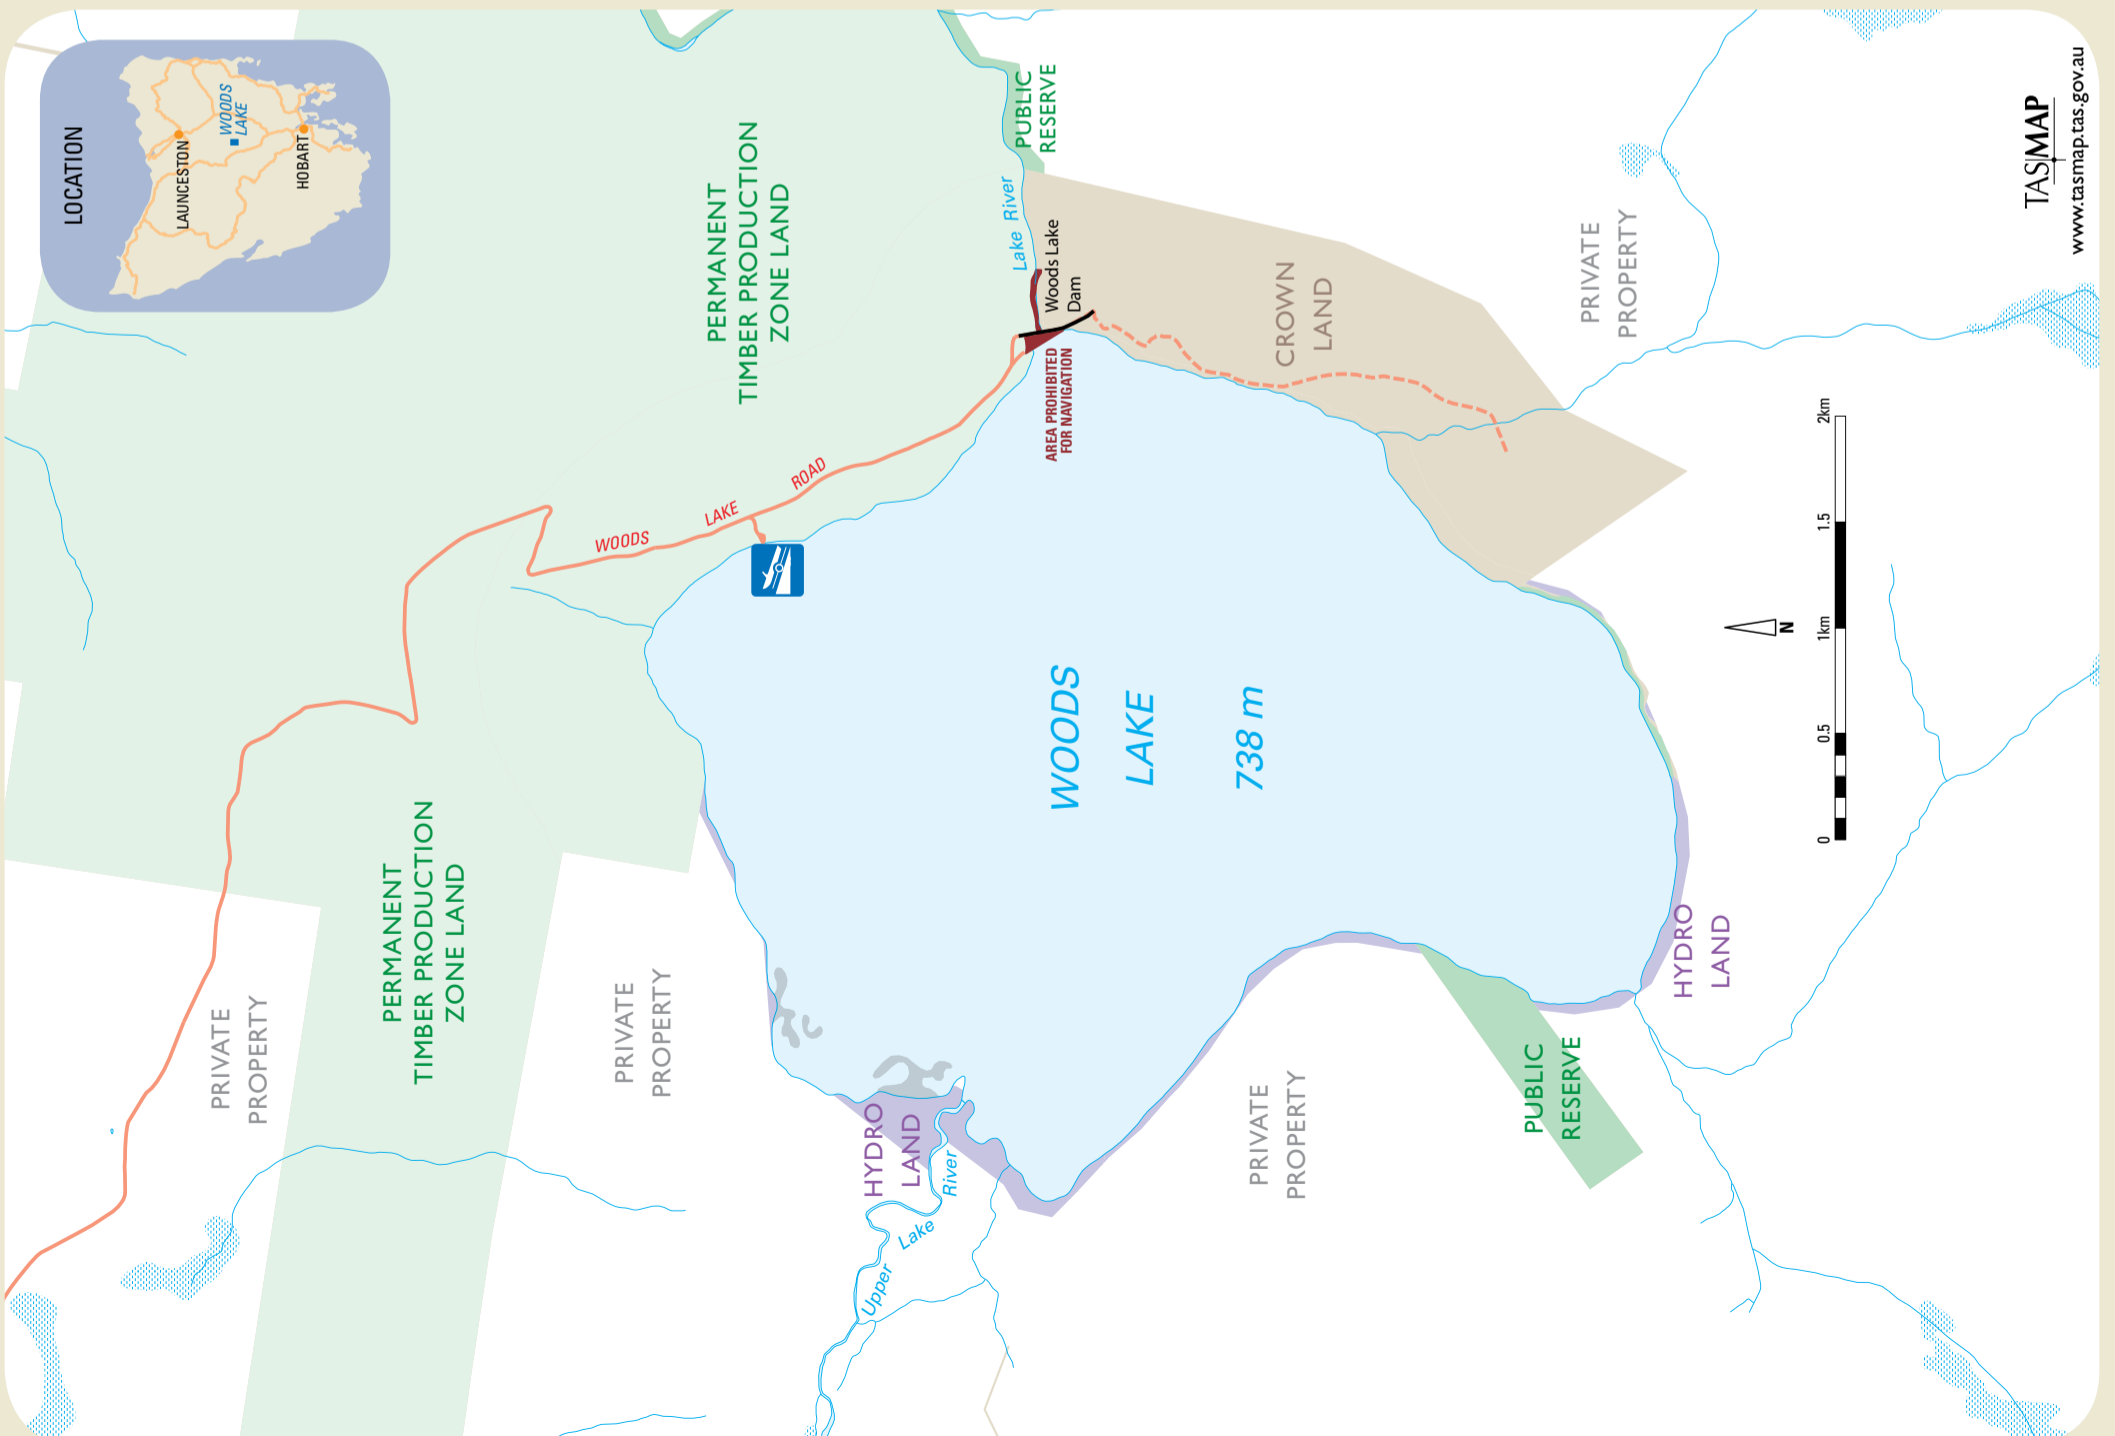 LOCATION
LAUNCESTON
WOODS
LAKE
HOBART
PERMANENT
TIMBER PRODUCTION
ZONE LAND
PUBLIC
RESERVE
Lake River
Woods Lake
Dam
AREA PROHIBITED
FOR NAVIGATION
CROWN
LAND
PRIVATE
PROPERTY
TASMAP
www.tasmap.tas.gov.au
WOODS LAKE ROAD
PERMANENT
TIMBER PRODUCTION
ZONE LAND
PRIVATE
PROPERTY
PRIVATE
PROPERTY
WOODS
LAKE
738 m
N
0 0.5 1km 1.5 2km
HYDRO
LAND
Upper Lake River
PRIVATE
PROPERTY
PUBLIC
RESERVE
HYDRO
LAND